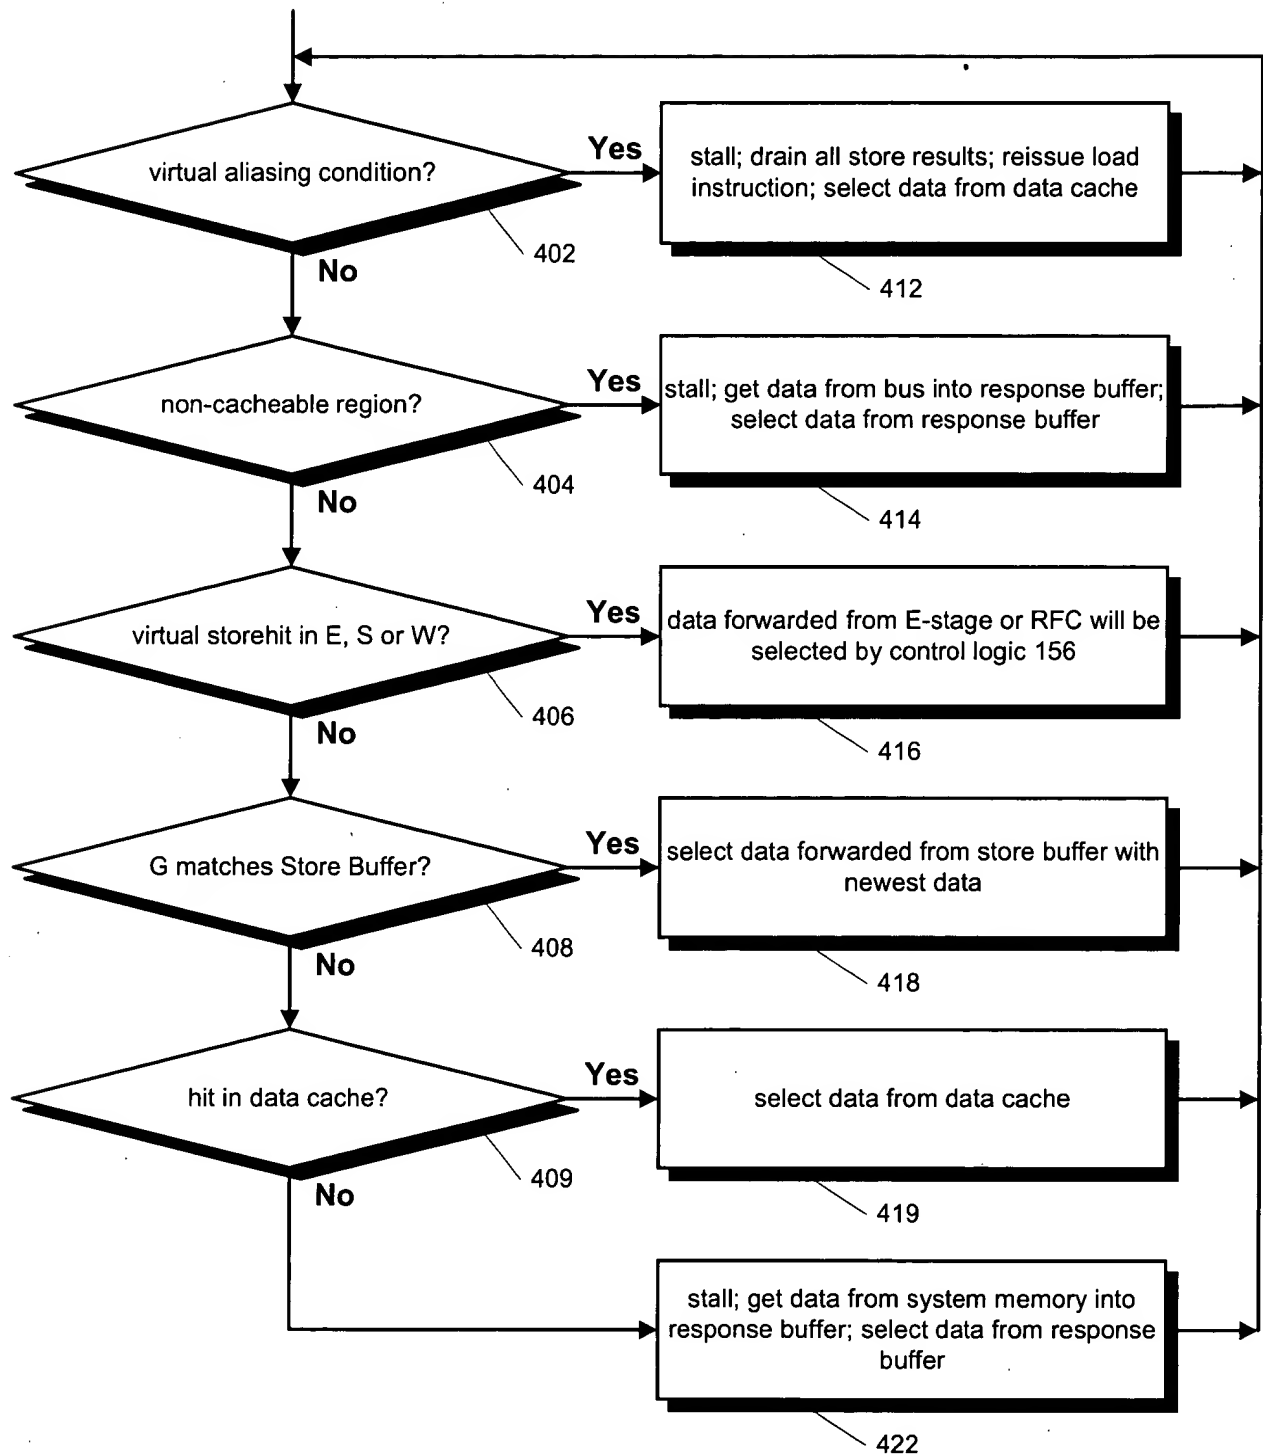 virtual aliasing condition?
Yes
stall; drain all store results; reissue load
instruction; select data from data cache
402
No
412
non-cacheable region?
Yes
stall; get data from bus into response buffer;
select data from response buffer
404
No
414
virtual storehit in E, S or W?
Yes
data forwarded from E-stage or RFC will be
selected by control logic 156
406
No
416
G matches Store Buffer?
Yes
select data forwarded from store buffer with
newest data
408
No
418
hit in data cache?
Yes
select data from data cache
409
No
419
stall; get data from system memory into
response buffer; select data from response
buffer
422